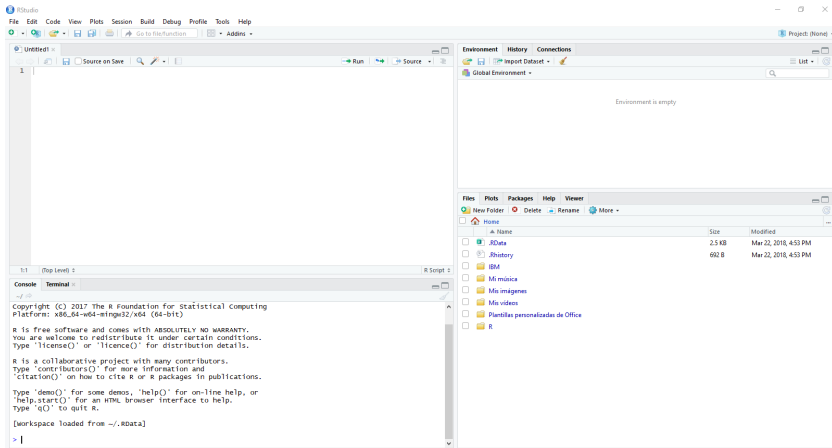 RStudio
File Edit Code View Plots Session Build Debug Profile Tools Help
Go to file/function Addins
Project: (None)
Untitled1
Source on Save Run Source
1
1:1 (Top Level) R Script
Console Terminal
~/
Copyright (C) 2017 The R Foundation for Statistical Computing
Platform: x86_64-w64-mingw32/x64 (64-bit)
R is free software and comes with ABSOLUTELY NO WARRANTY.
You are welcome to redistribute it under certain conditions.
Type 'license()' or 'licence()' for distribution details.
R is a collaborative project with many contributors.
Type 'contributors()' for more information and
'citation()' on how to cite R or R packages in publications.
Type 'demo()' for some demos, 'help()' for on-line help, or
'help.start()' for an HTML browser interface to help.
Type 'q()' to quit R.
[Workspace loaded from ~/.RData]
>
Environment History Connections
Import Dataset List
Global Environment
Environment is empty
Files Plots Packages Help Viewer
New Folder Delete Rename More
Home ...
Name Size Modified
.RData 2.5 KB Mar 22, 2018, 4:53 PM
.Rhistory 692 B Mar 22, 2018, 4:53 PM
IBM
Mi música
Mis imágenes
Mis vídeos
Plantillas personalizadas de Office
R